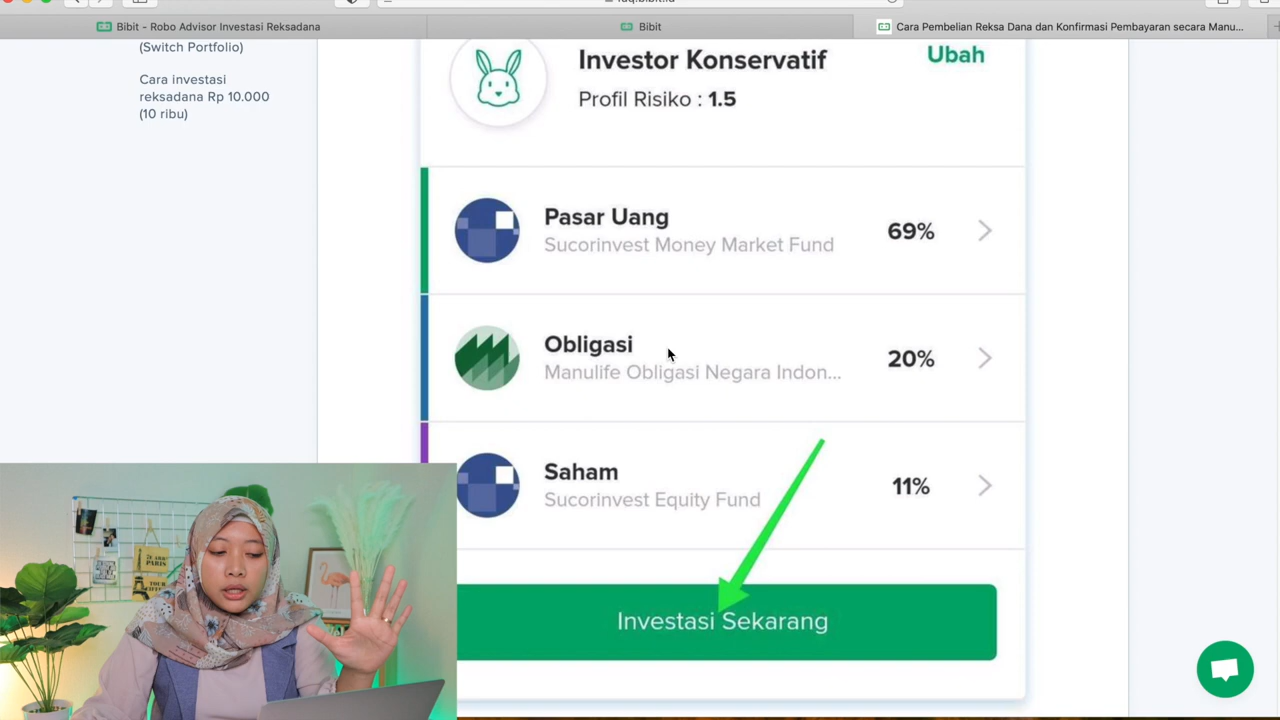 Bibit - Robo Advisor Investasi Reksadana
Bibit
Cara Pembelian Reksa Dana dan Konfirmasi Pembayaran secara Manu...
(Switch Portfolio)
Cara investasi
reksadana Rp 10.000
(10 ribu)
Investor Konservatif
Ubah
Profil Risiko : 1.5
Pasar Uang
Sucorinvest Money Market Fund
69%
Obligasi
Manulife Obligasi Negara Indon...
20%
Saham
Sucorinvest Equity Fund
11%
Investasi Sekarang
PARIS